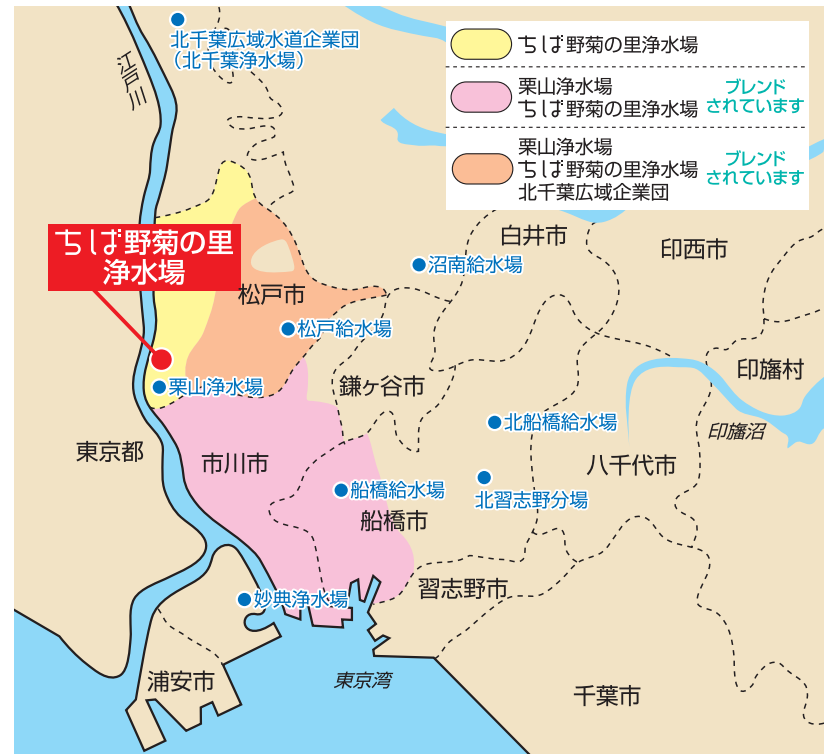 北千葉広域水道企業団
（北千葉浄水場）
江戸川
ちば野菊の里浄水場
栗山浄水場
ちば野菊の里浄水場
ブレンド
されています
栗山浄水場
ちば野菊の里浄水場
北千葉広域企業団
ブレンド
されています
ちば野菊の里
浄水場
白井市
印西市
沼南給水場
松戸市
松戸給水場
印旛村
鎌ヶ谷市
栗山浄水場
北船橋給水場
印旛沼
東京都
市川市
八千代市
船橋給水場
北習志野分場
船橋市
習志野市
妙典浄水場
浦安市
東京湾
千葉市